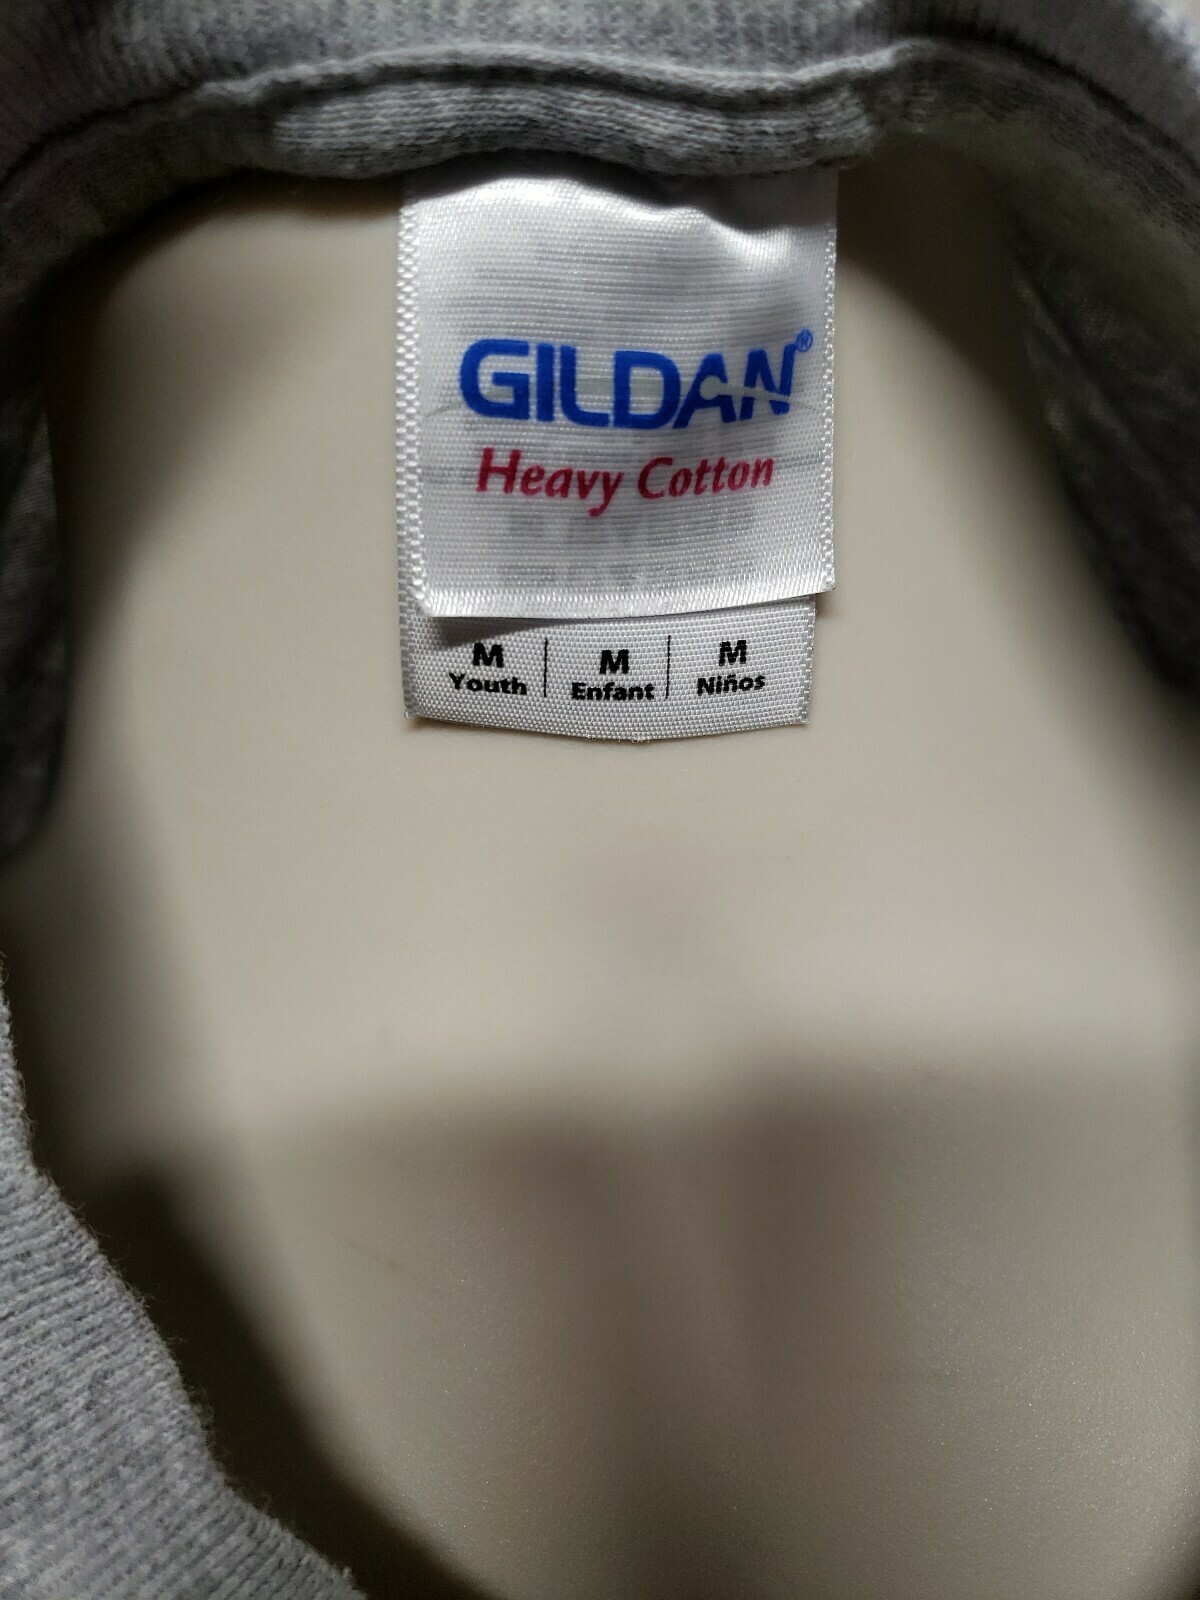 GILDAN®
Heavy Cotton
M | M | M
Youth | Enfant | Niños